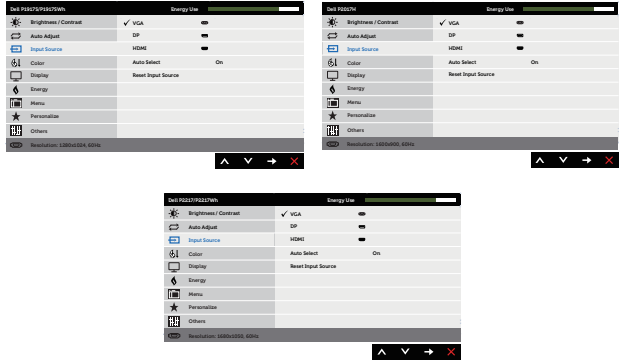 Dell P1917S/P1917SWh Energy Use
Brightness / Contrast ✓ VGA
Auto Adjust DP
Input Source HDMI
Color Auto Select On
Display Reset Input Source
Energy
Menu
Personalize
Others
Resolution: 1280x1024, 60Hz
Dell P2017H Energy Use
Brightness / Contrast ✓ VGA
Auto Adjust DP
Input Source HDMI
Color Auto Select On
Display Reset Input Source
Energy
Menu
Personalize
Others
Resolution: 1600x900, 60Hz
Dell P2217/P2217Wh Energy Use
Brightness / Contrast ✓ VGA
Auto Adjust DP
Input Source HDMI
Color Auto Select On
Display Reset Input Source
Energy
Menu
Personalize
Others
Resolution: 1680x1050, 60Hz